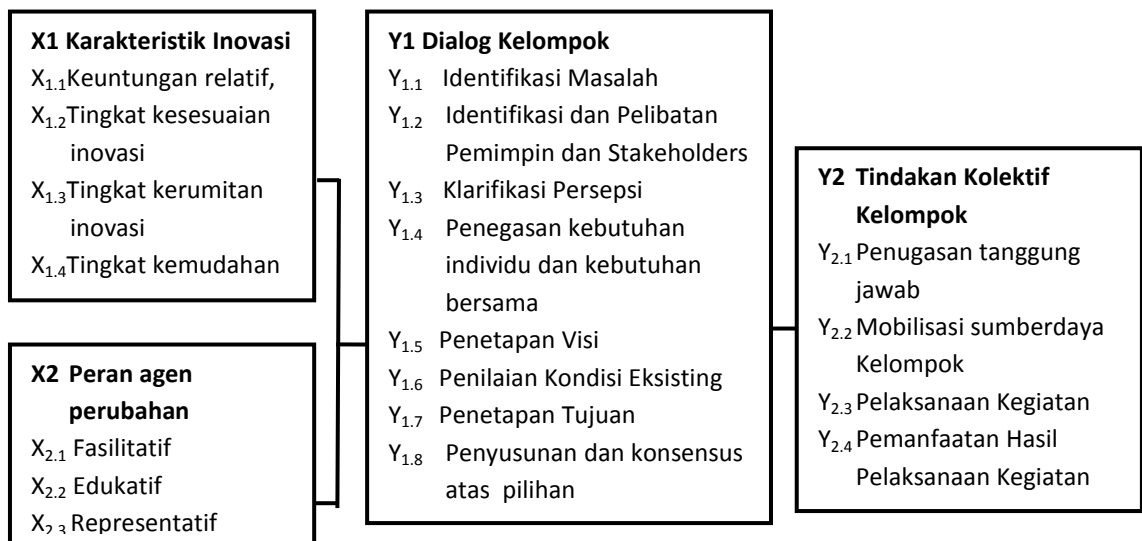 X1 Karakteristik Inovasi
X1.1Keuntungan relatif,
X1.2Tingkat kesesuaian
inovasi
X1.3Tingkat kerumitan
inovasi
X1.4Tingkat kemudahan
X2 Peran agen
perubahan
X2.1 Fasilitatif
X2.2 Edukatif
X2.3 Representatif
Y1 Dialog Kelompok
Y1.1 Identifikasi Masalah
Y1.2 Identifikasi dan Pelibatan
Pemimpin dan Stakeholders
Y1.3 Klarifikasi Persepsi
Y1.4 Penegasan kebutuhan
individu dan kebutuhan
bersama
Y1.5 Penetapan Visi
Y1.6 Penilaian Kondisi Eksisting
Y1.7 Penetapan Tujuan
Y1.8 Penyusunan dan konsensus
atas pilihan
Y2 Tindakan Kolektif
Kelompok
Y2.1 Penugasan tanggung
jawab
Y2.2 Mobilisasi sumberdaya
Kelompok
Y2.3 Pelaksanaan Kegiatan
Y2.4 Pemanfaatan Hasil
Pelaksanaan Kegiatan